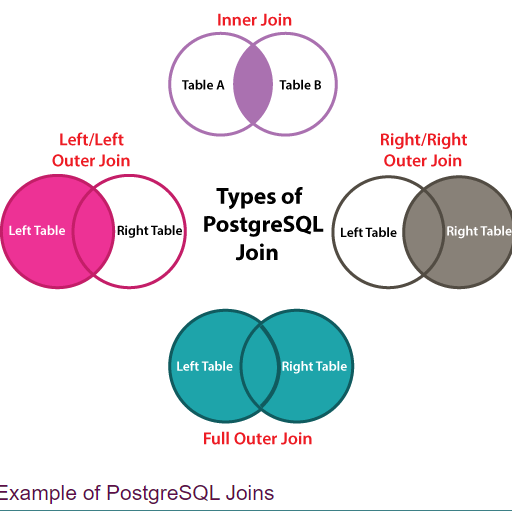 Inner Join
Table A
Table B
Left/Left
Outer Join
Right/Right
Outer Join
Left Table
Right Table
Types of
PostgreSQL
Join
Left Table
Right Table
Left Table
Right Table
Full Outer Join
Example of PostgreSQL Joins